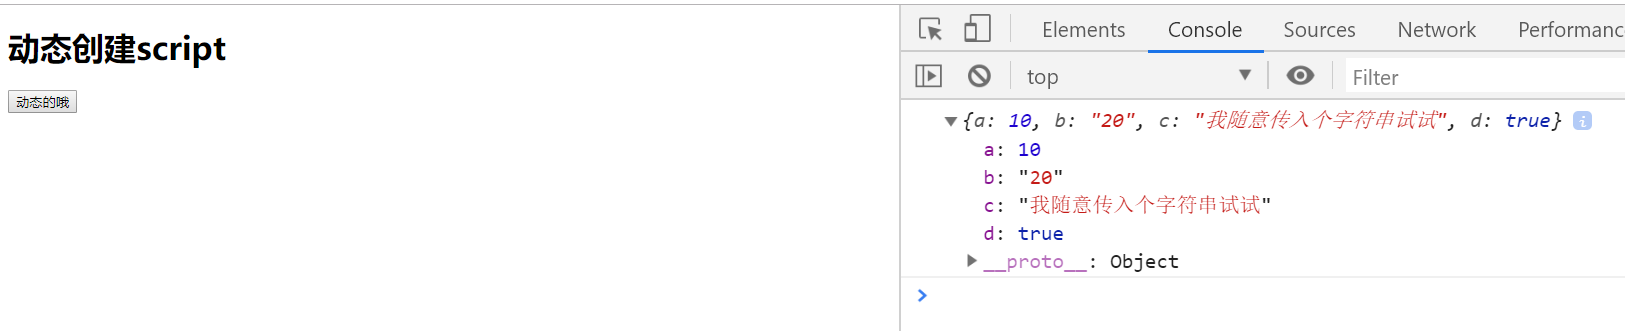 动态创建script
动态的哦
Elements Console Sources Network Performanc
top Filter
{a: 10, b: "20", c: "我随意传入个字符串试试", d: true} i
a: 10
b: "20"
c: "我随意传入个字符串试试"
d: true
__proto__: Object